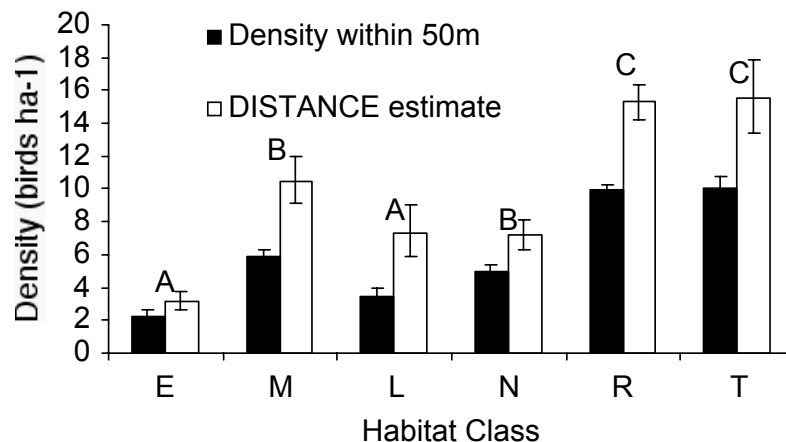 20
18
16
14
12
10
8
6
4
2
0
Density (birds ha-1)
Density within 50m
DISTANCE estimate
A
B
A
B
C
C
E M L N R T
Habitat Class